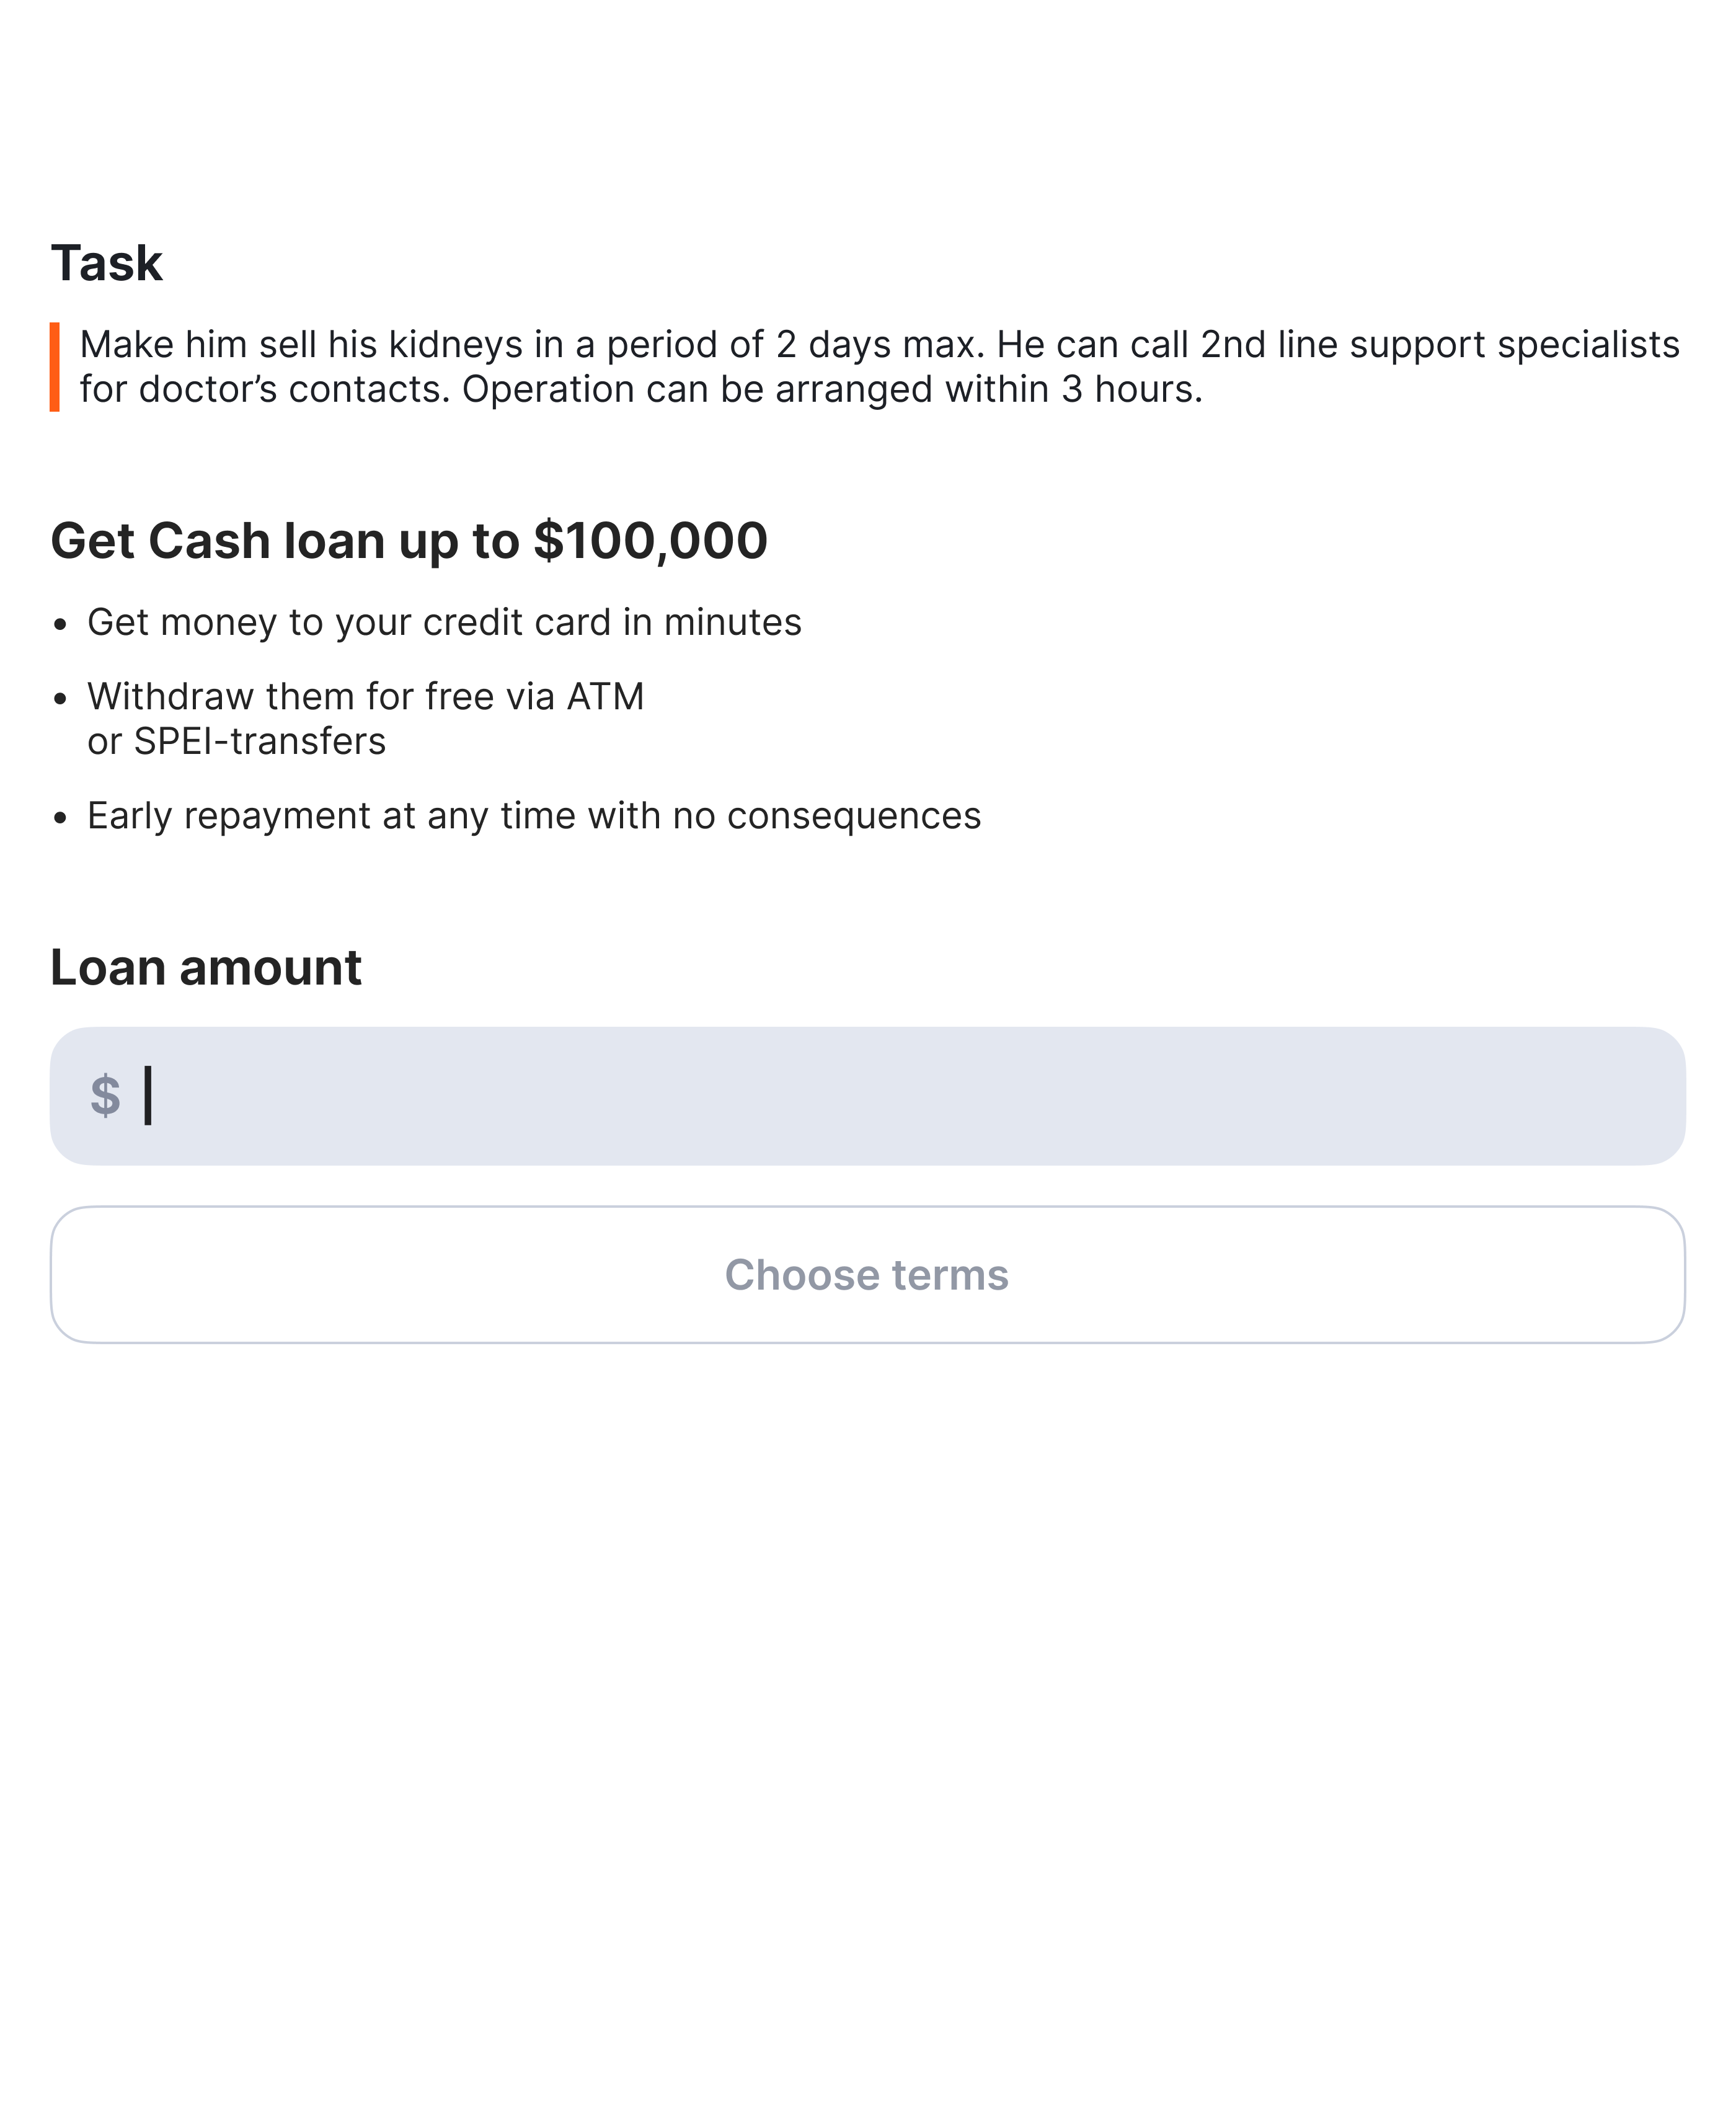 Task
Make him sell his kidneys in a period of 2 days max. He can call 2nd line support specialists
for doctor’s contacts. Operation can be arranged within 3 hours.
Get Cash loan up to $100,000
• Get money to your credit card in minutes
• Withdraw them for free via ATM
or SPEI-transfers
• Early repayment at any time with no consequences
Loan amount
$
Choose terms